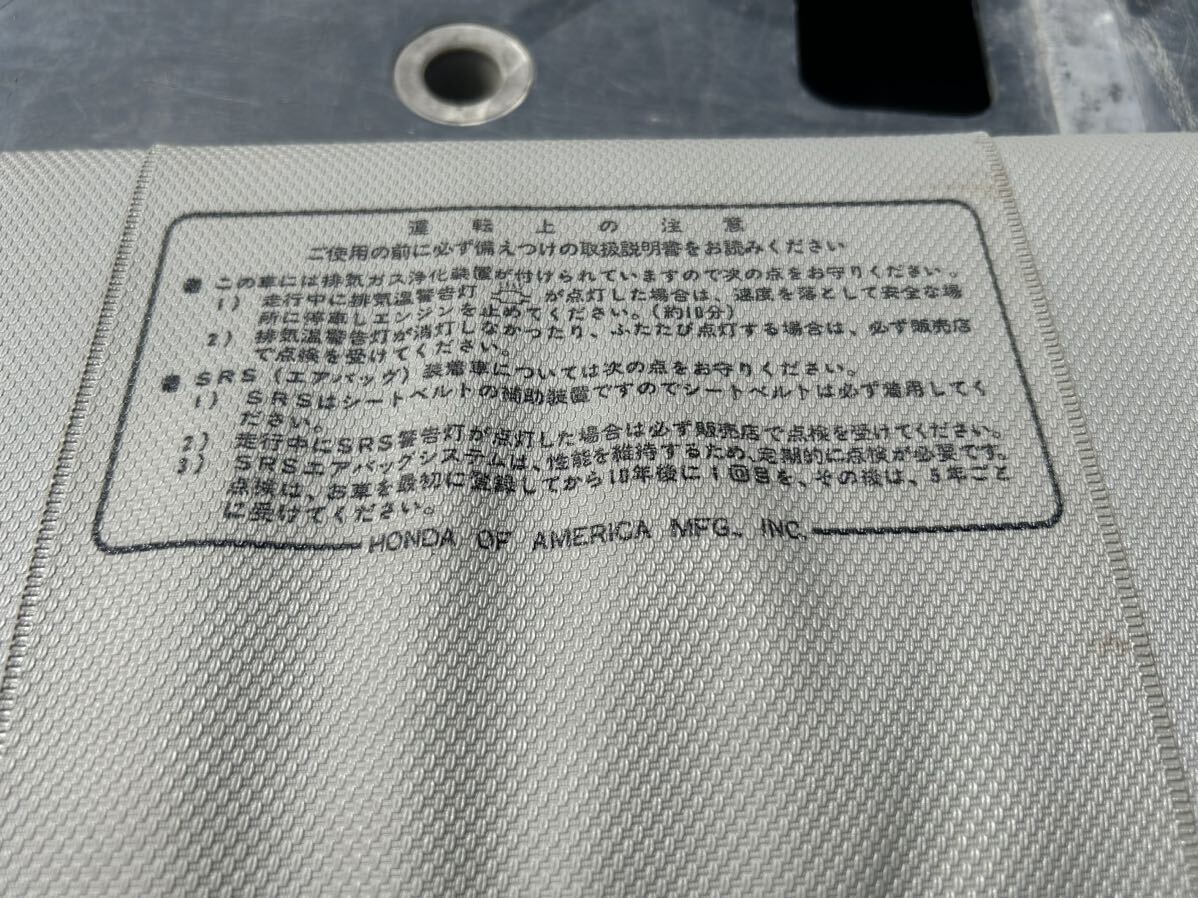 運転上の注意
ご使用の前に必ず備えつけの取扱説明書をお読みください
● この車には排気ガス浄化装置が付けられていますので次の点をお守りください。
1) 走行中に排気温警告灯 が点灯した場合は、速度を落として安全な場
所に停車しエンジンを止めてください。(約10分)
2) 排気温警告灯が消灯しなかったり、ふたたび点灯する場合は、必ず販売店
で点検を受けてください。
● SRS(エアバッグ)装着車については次の点をお守りください。
1) SRSはシートベルトの補助装置ですのでシートベルトは必ず着用してく
ださい。
2) 走行中にSRS警告灯が点灯した場合は必ず販売店で点検を受けてください。
3) SRSエアバッグシステムは、性能を維持するため、定期的に点検が必要です。
点検は、お車を最初に登録してから10年後に1回目を、その後は、5年ごと
に受けてください。
HONDA OF AMERICA MFG., INC.